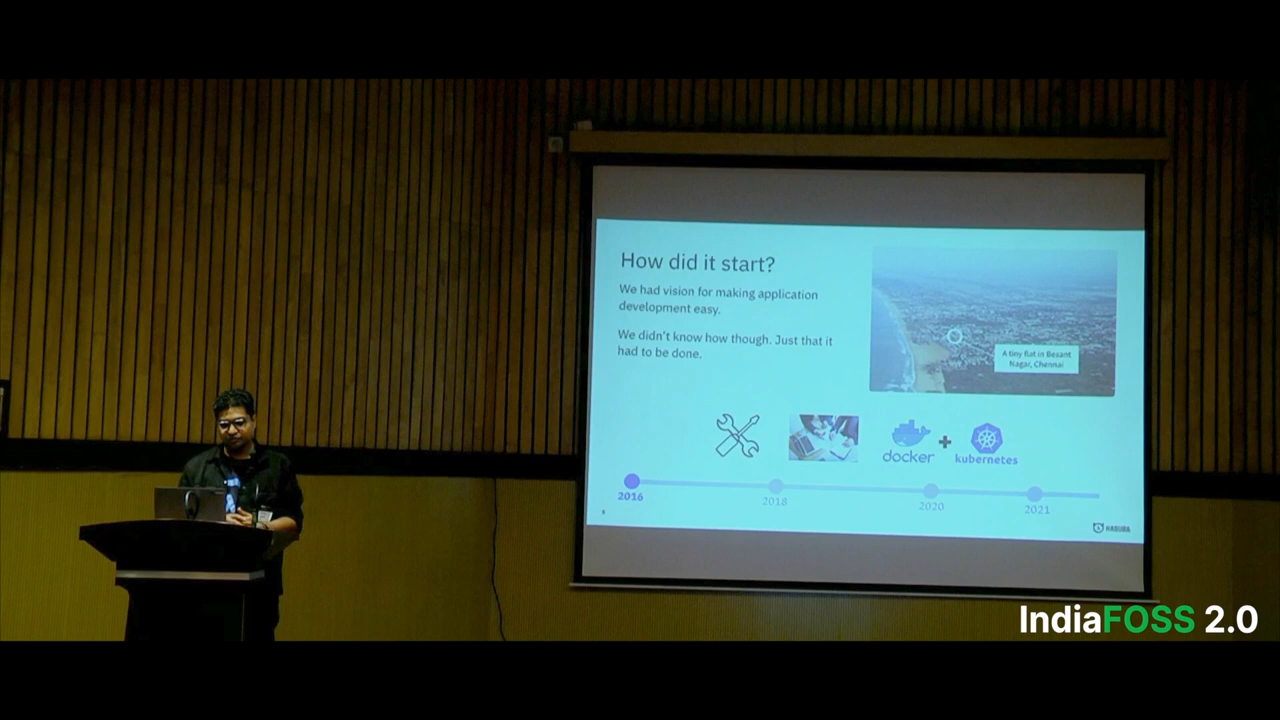 How did it start?
We had vision for making application
development easy.
We didn't know how though. Just that it
had to be done.
A tiny flat in Besant
Nagar, Chennai
docker + kubernetes
2016
2018
2020
2021
HASURA
IndiaFOSS 2.0